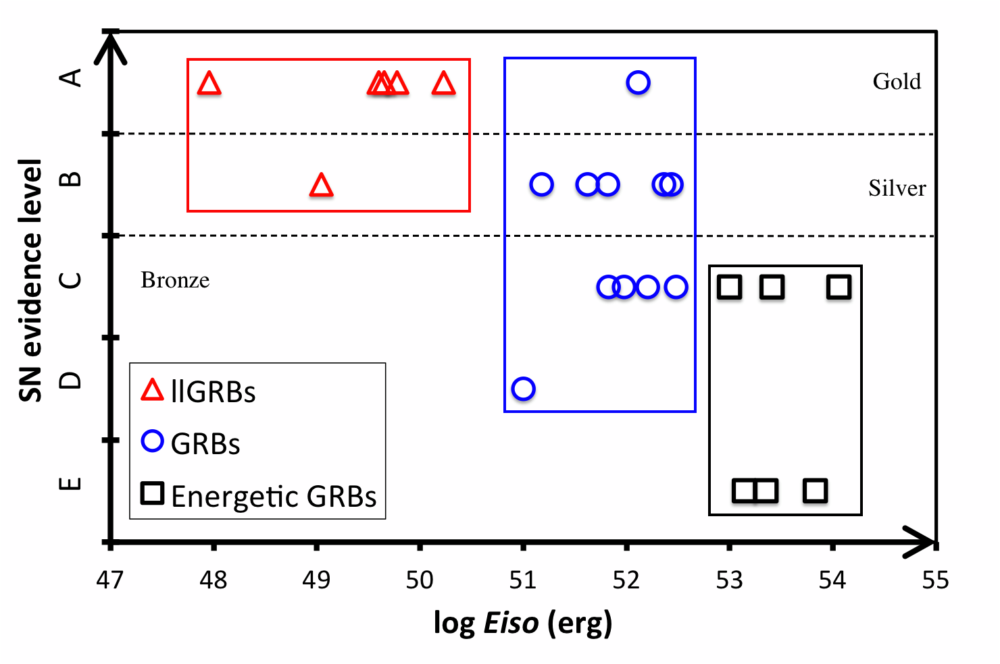 A
Gold
B
Silver
SN evidence level
C
Bronze
D
llGRBs
GRBs
E
Energetic GRBs
47 48 49 50 51 52 53 54 55
log Eiso (erg)